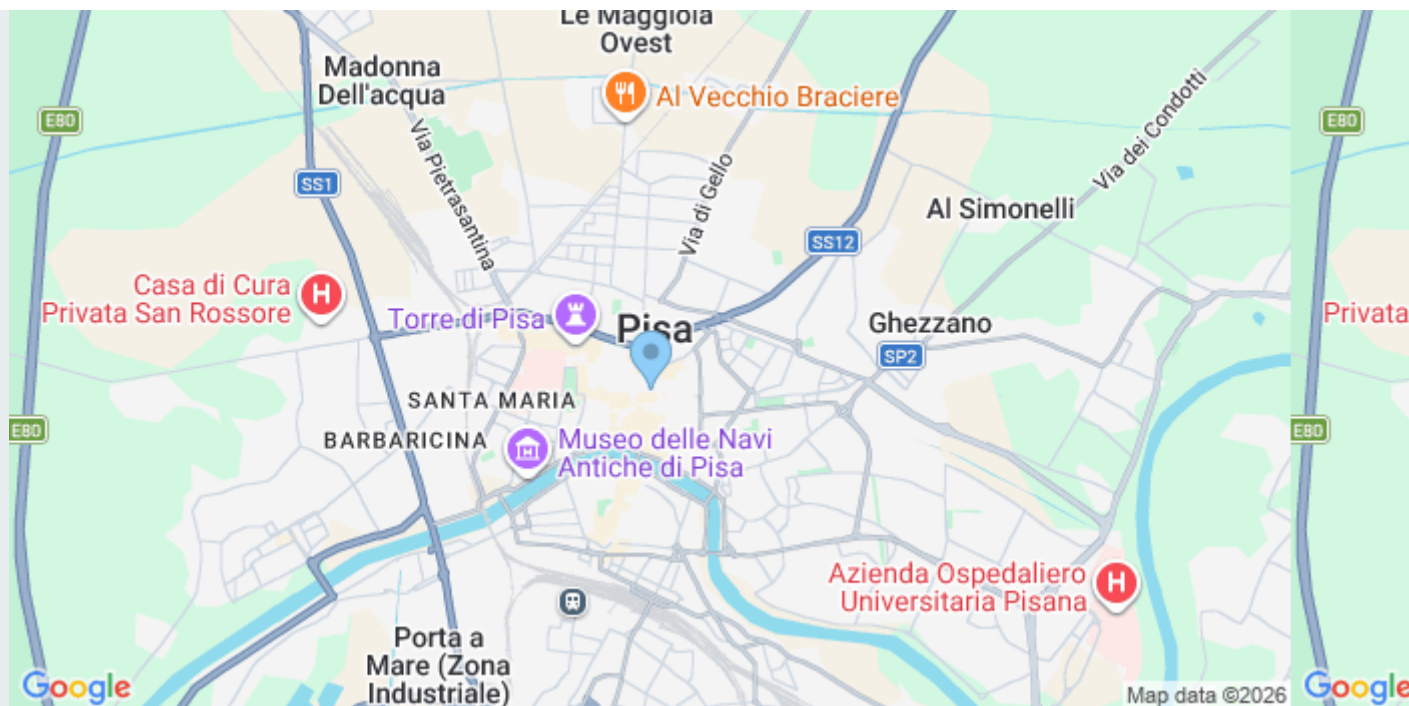 Le Maggiola
Ovest
Madonna
Dell'acqua
Al Vecchio Braciere
E80
E80
Via Pietrasantina
Via di Gello
Via dei Condotti
SS1
Al Simonelli
SS12
Casa di Cura
Privata San Rossore
Torre di Pisa
Pisa
Ghezzano
Privata
SP2
SANTA MARIA
E80
E80
BARBARICINA
Museo delle Navi
Antiche di Pisa
Azienda Ospedaliero
Universitaria Pisana
Porta a
Mare (Zona
Industriale)
Google
Map data ©2026
Google